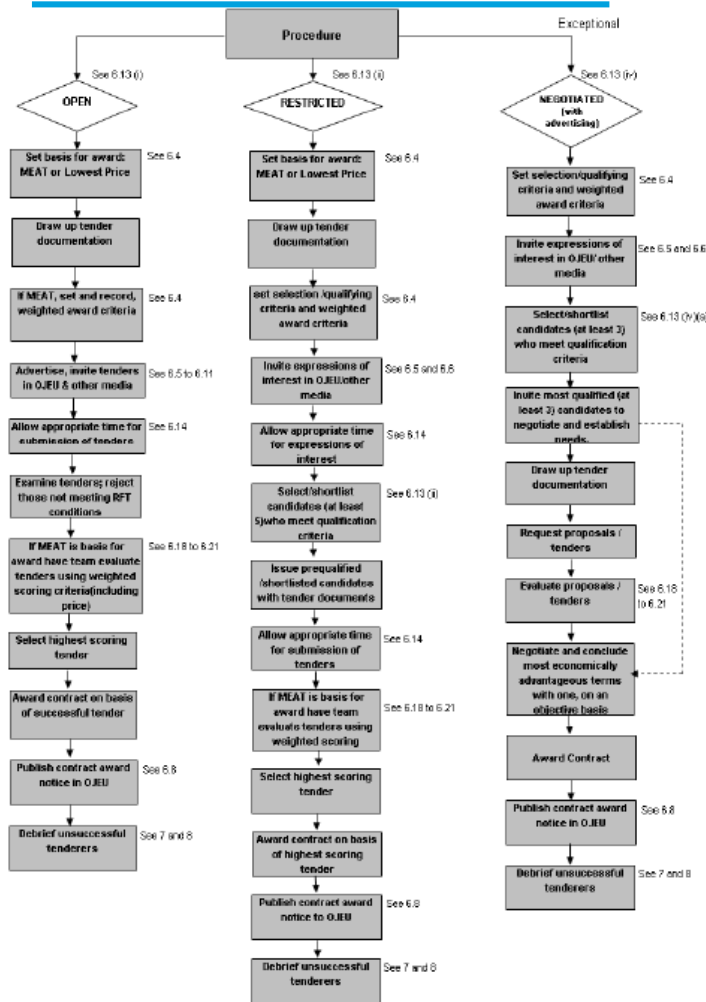 Procedure
Exceptional
See 6.13 (i)
OPEN
Set basis for award:
MEAT or Lowest Price
See 6.4
Draw up tender
documentation
If MEAT, set and record,
weighted award criteria
See 6.4
Advertise, invite tenders
in OJEU & other media
See 6.5 to 6.11
Allow appropriate time for
submission of tenders
See 6.14
Examine tenders; reject
those not meeting RFT
conditions
If MEAT is basis for
award have team evaluate
tenders using weighted
scoring criteria(including
price)
See 6.18 to 6.21
Select highest scoring
tender
Award contract on basis
of successful tender
Publish contract award
notice in OJEU
See 6.8
Debrief unsuccessful
tenderers
See 7 and 8
See 6.13 (ii)
RESTRICTED
Set basis for award:
MEAT or Lowest Price
See 6.4
Draw up tender
documentation
set selection /qualifying
criteria and weighted
award criteria
See 6.4
Invite expressions of
interest in OJEU/other
media
See 6.5 and 6.6
Allow appropriate time
for expressions of
interest
See 6.14
Select/shortlist
candidates (at least
5)who meet qualification
criteria
See 6.13 (ii)
Issue prequalified
/shortlisted candidates
with tender documents
Allow appropriate time
for submission of
tenders
See 6.14
If MEAT is basis for
award have team
evaluate tenders using
weighted scoring
See 6.18 to 6.21
Select highest scoring
tender
Award contract on basis
of highest scoring
tender
Publish contract award
notice to OJEU
See 6.8
Debrief unsuccessful
tenderers
See 7 and 8
See 6.13 (iv)
NEGOTIATED
(with
advertising)
Set selection/qualifying
criteria and weighted
award criteria
See 6.4
Invite expressions of
interest in OJEU/ other
media
See 6.5 and 6.6
Select/shortlist
candidates (at least 3)
who meet qualification
criteria
See 6.13 (iv)(a)
Invite most qualified (at
least 3) candidates to
negotiate and establish
needs.
Draw up tender
documentation
Request proposals /
tenders
Evaluate proposals /
tenders
See 6.18
to 6.21
Negotiate and conclude
most economically
advantageous terms
with one, on an
objective basis
Award Contract
Publish contract award
notice in OJEU
See 6.8
Debrief unsuccessful
tenderers
See 7 and 8